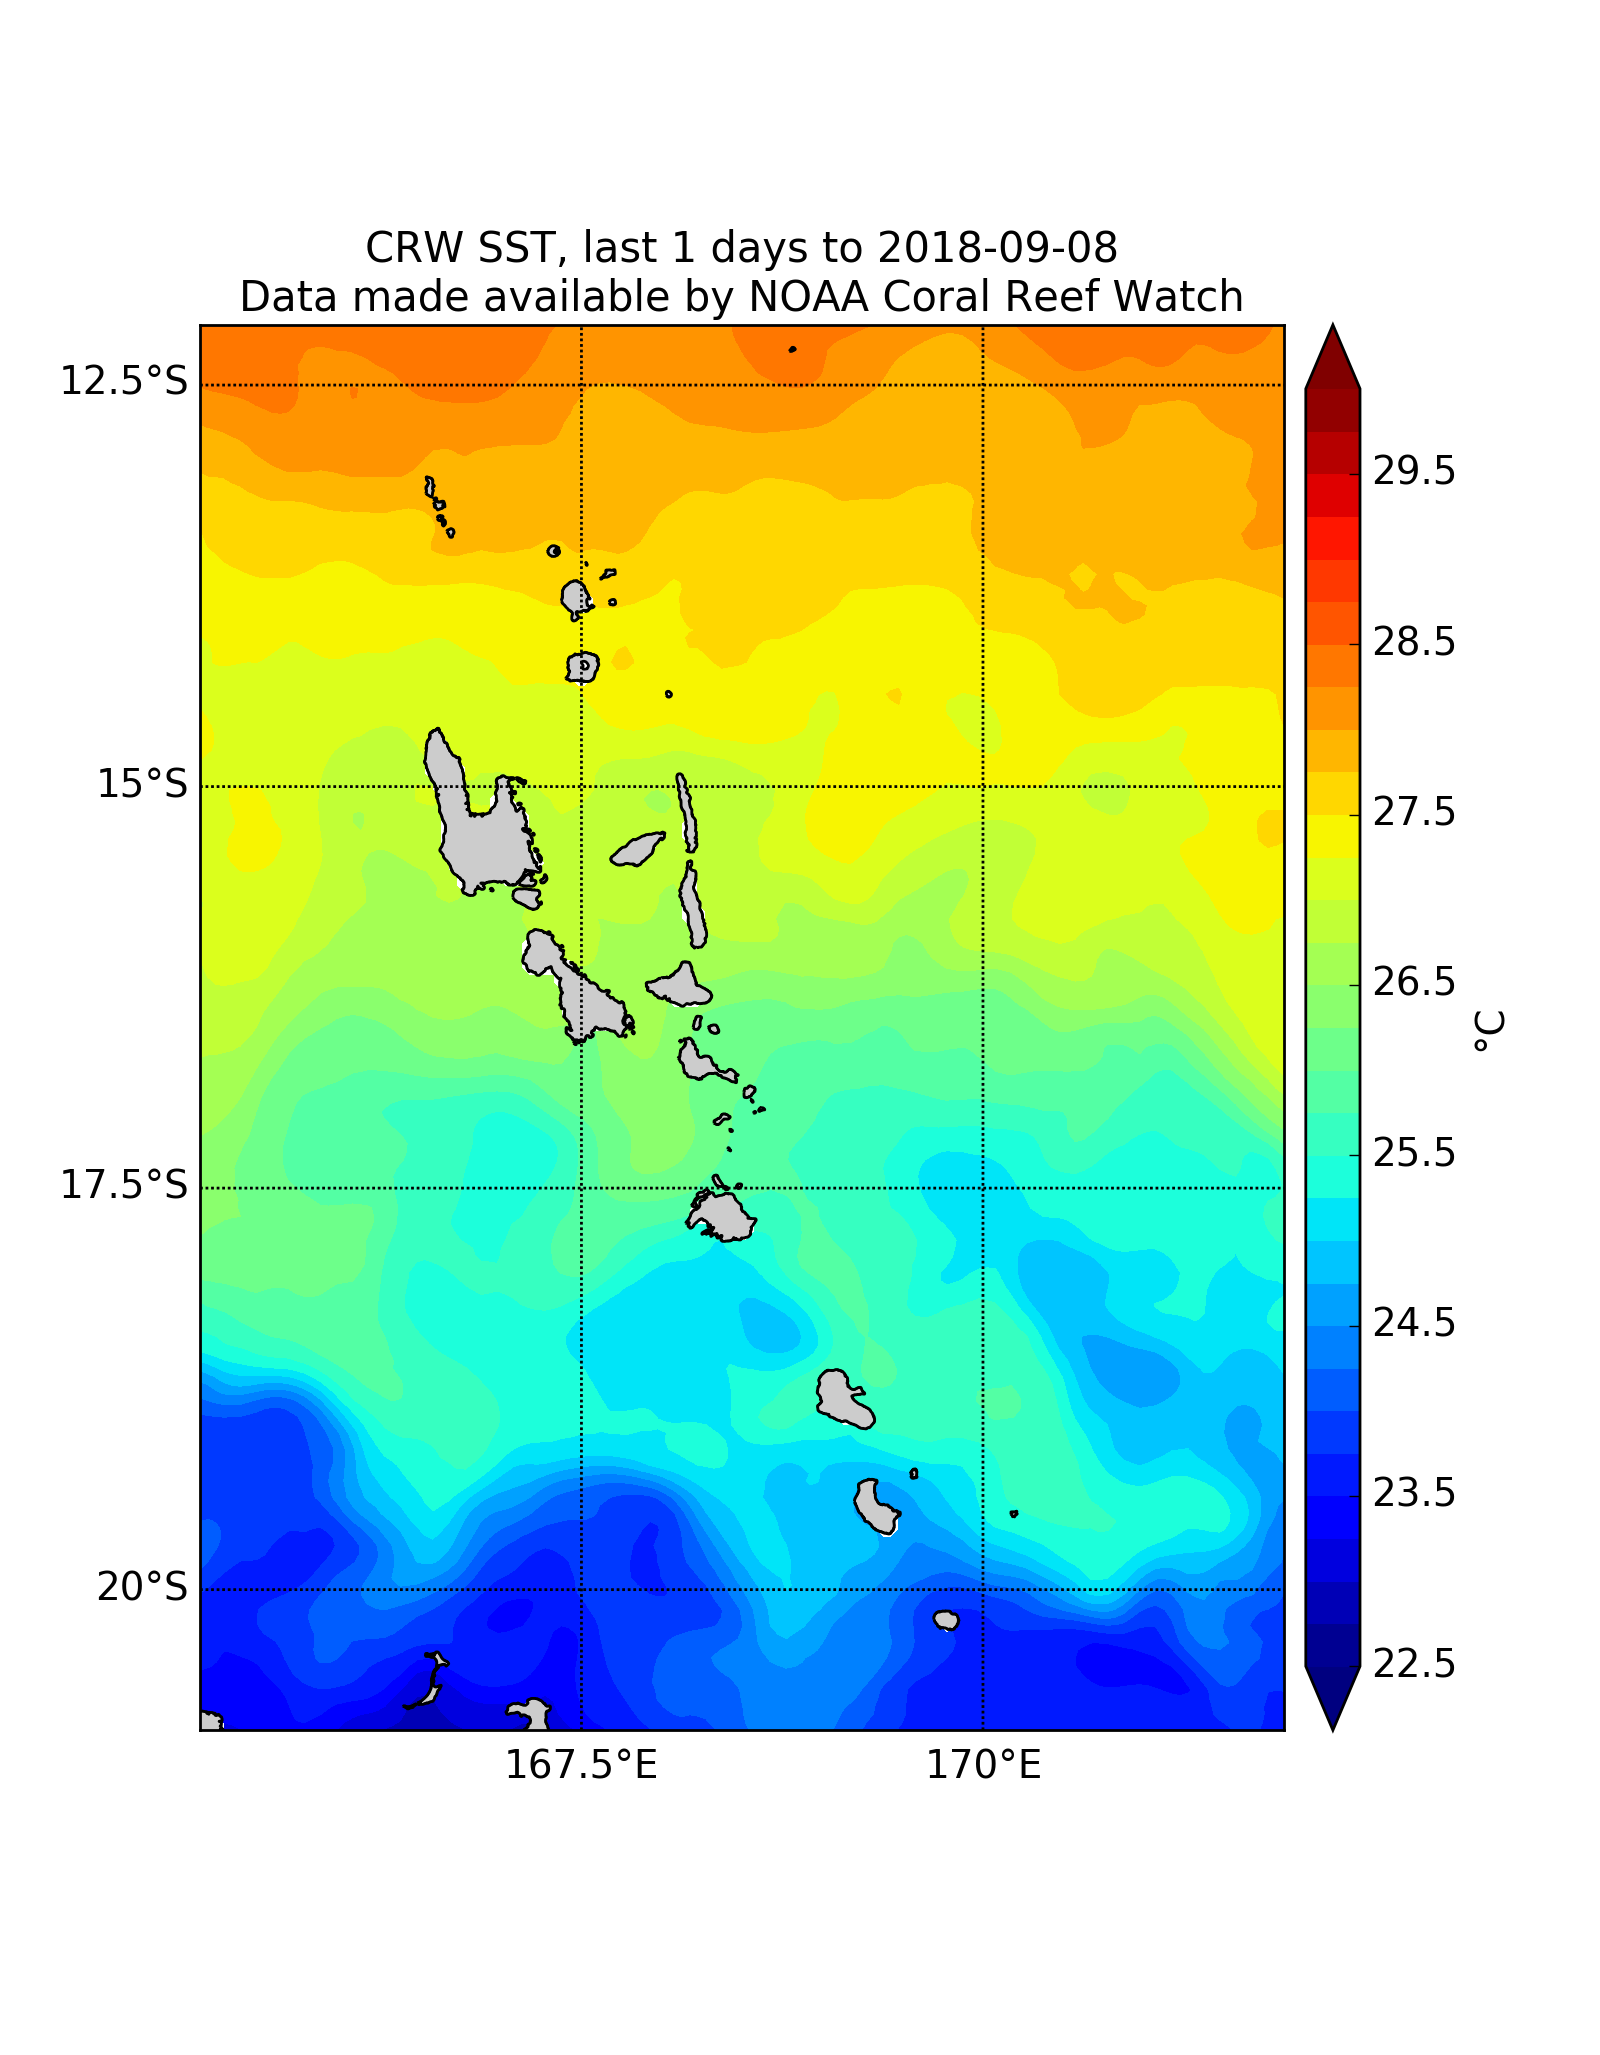 CRW SST, last 1 days to 2018-09-08
Data made available by NOAA Coral Reef Watch
12.5°S
15°S
17.5°S
20°S
167.5°E
170°E
29.5
28.5
27.5
26.5
25.5
24.5
23.5
22.5
°C